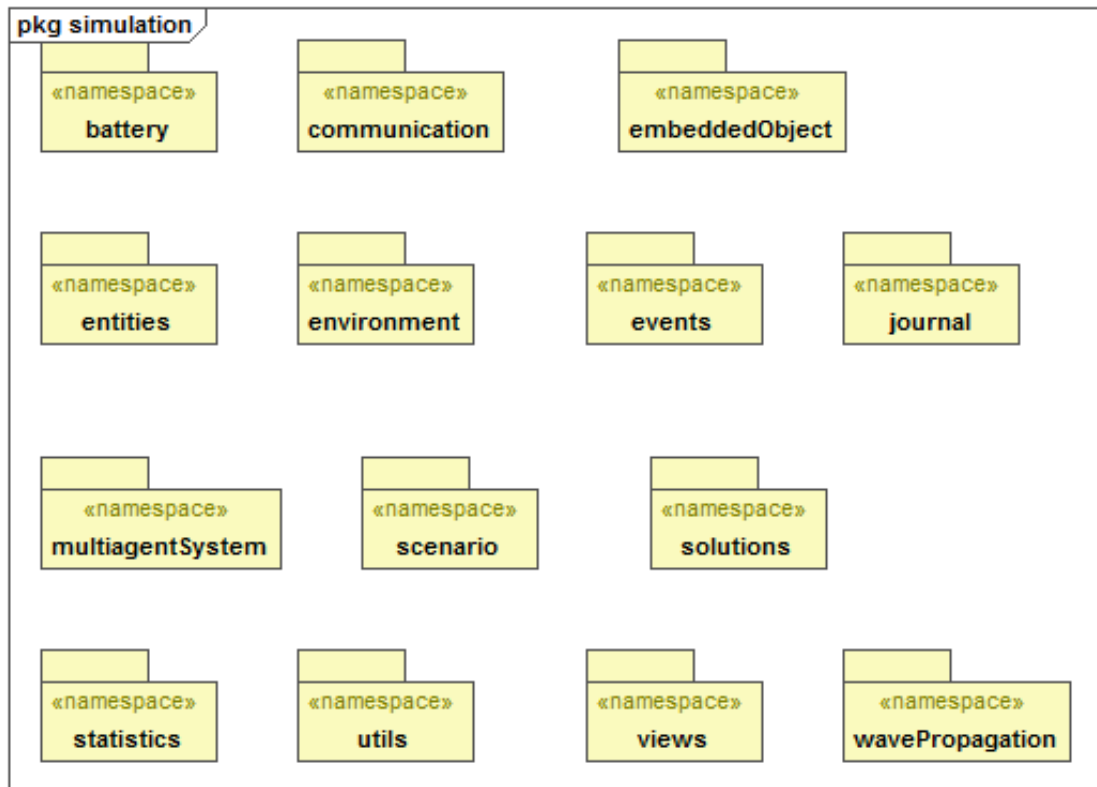 pkg simulation
«namespace» «namespace» «namespace»
battery communication embeddedObject
«namespace» «namespace» «namespace» «namespace»
entities environment events journal
«namespace» «namespace» «namespace»
multiagentSystem scenario solutions
«namespace» «namespace» «namespace» «namespace»
statistics utils views wavePropagation